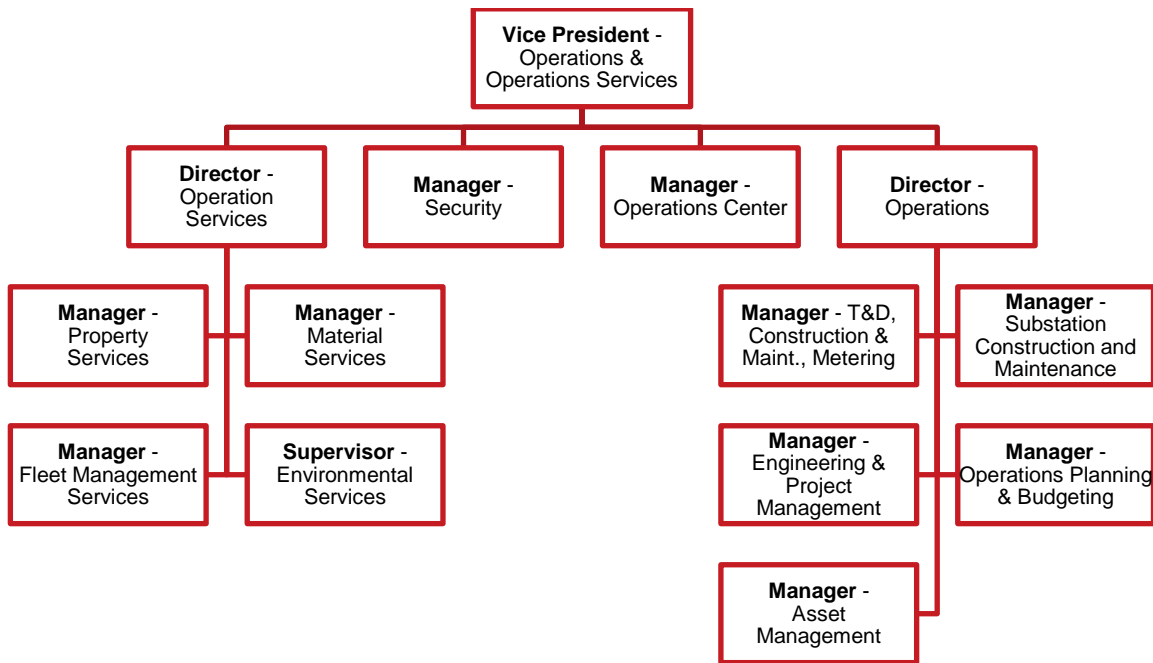 Vice President -
Operations &
Operations Services
Director -
Operation
Services
Manager -
Security
Manager -
Operations Center
Director -
Operations
Manager -
Property
Services
Manager -
Material
Services
Manager - T&D,
Construction &
Maint., Metering
Manager -
Substation
Construction and
Maintenance
Manager -
Fleet Management
Services
Supervisor -
Environmental
Services
Manager -
Engineering &
Project
Management
Manager -
Operations Planning
& Budgeting
Manager -
Asset
Management